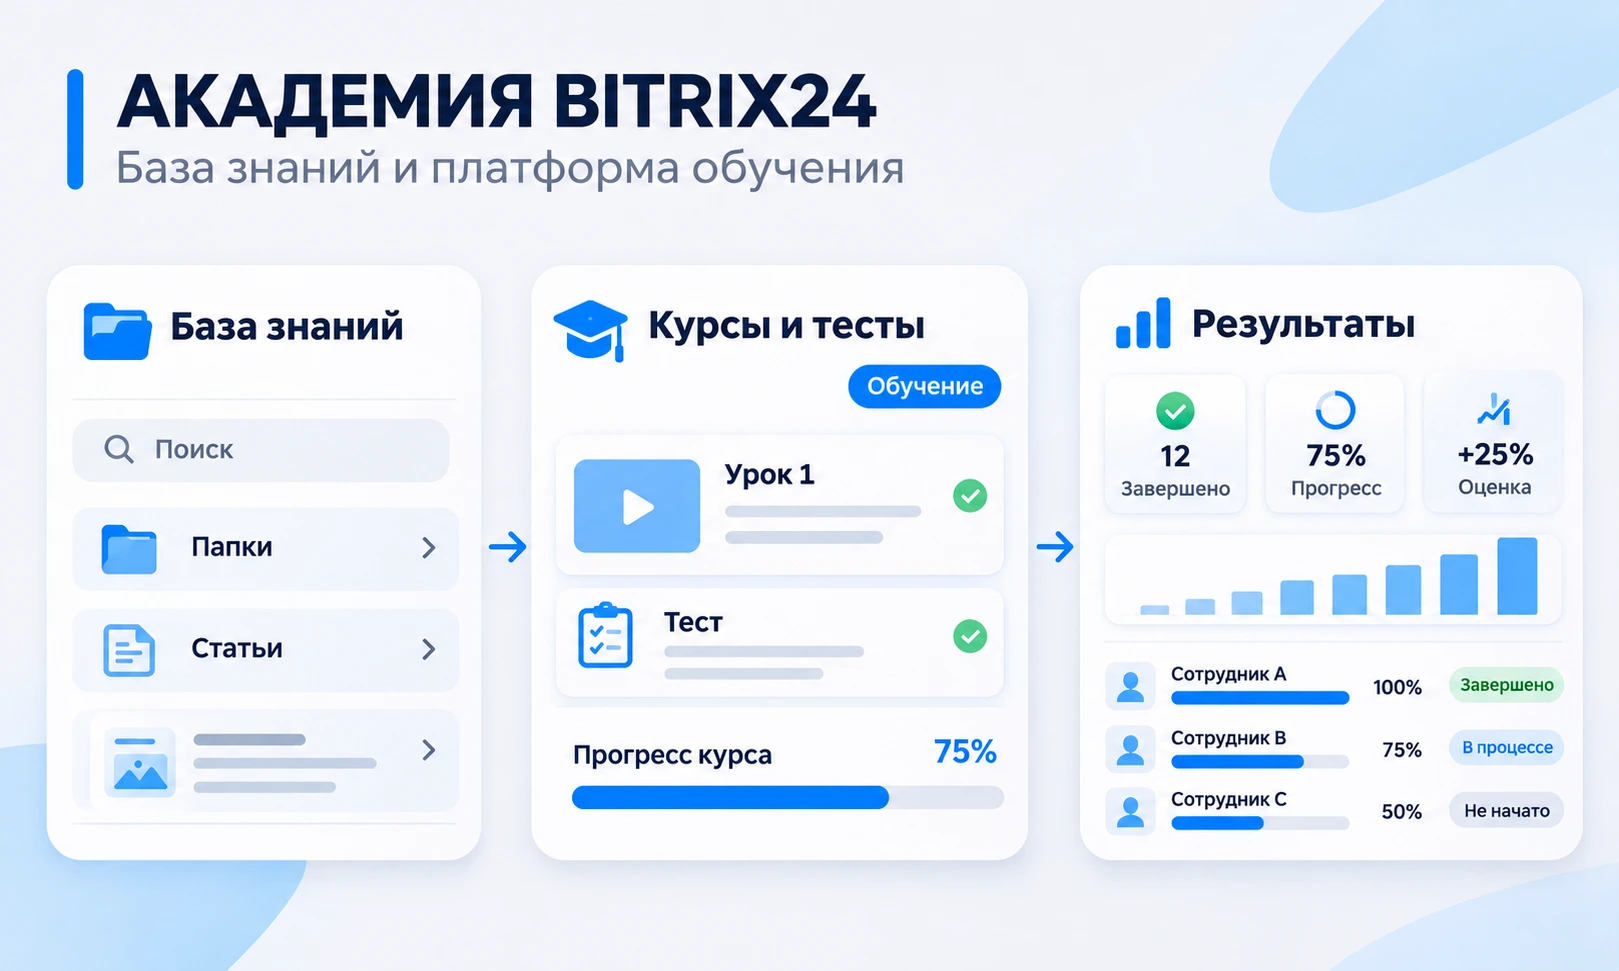 АКАДЕМИЯ BITRIX24
База знаний и платформа обучения
База знаний
Поиск
Папки
Статьи
Курсы и тесты
Обучение
Урок 1
Тест
Прогресс курса 75%
Результаты
12
Завершено
75%
Прогресс
+25%
Оценка
Сотрудник A 100% Завершено
Сотрудник B 75% В процессе
Сотрудник C 50% Не начато